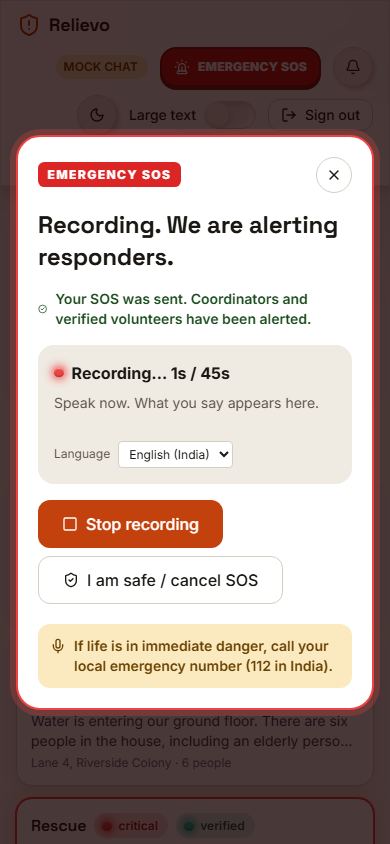 Relievo
MOCK CHAT
EMERGENCY SOS
Large text
Sign out
EMERGENCY SOS
Recording. We are alerting
responders.
Your SOS was sent. Coordinators and
verified volunteers have been alerted.
Recording... 1s / 45s
Speak now. What you say appears here.
Language
English (India)
Stop recording
I am safe / cancel SOS
If life is in immediate danger, call your
local emergency number (112 in India).
Water is entering our ground floor. There are six
people in the house, including an elderly perso...
Lane 4, Riverside Colony · 6 people
Rescue
critical
verified